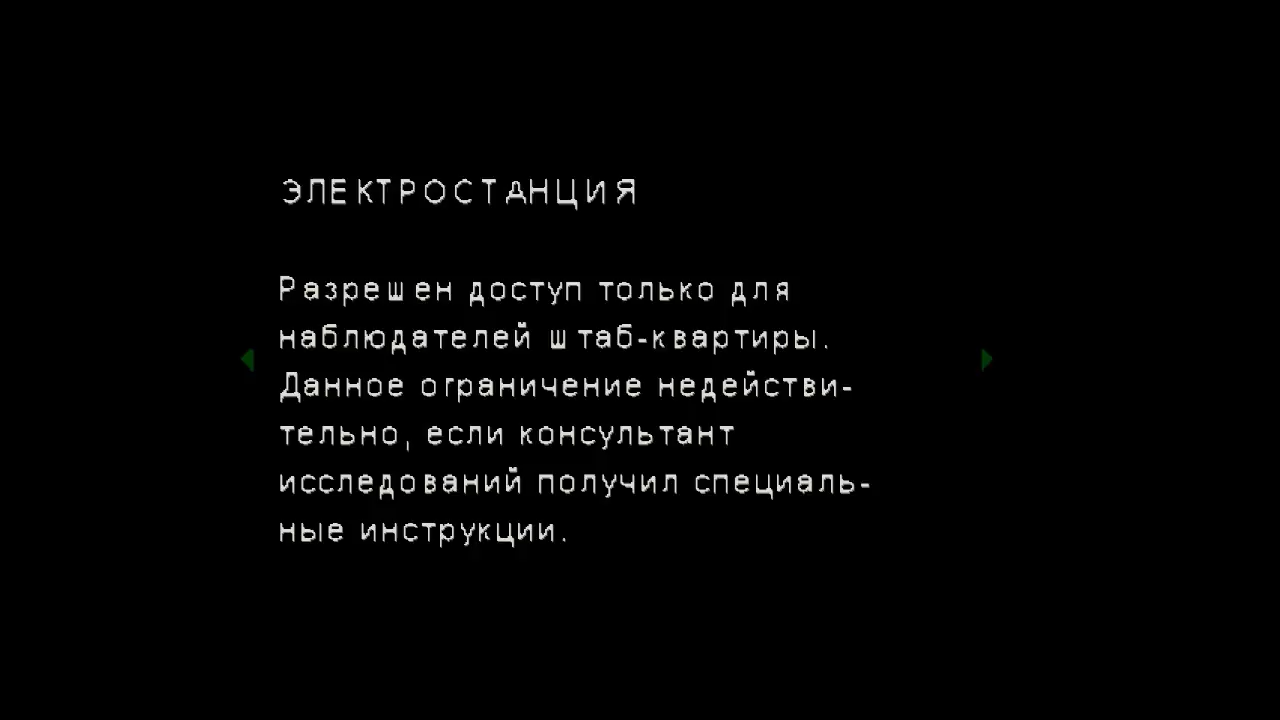 ЭЛЕКТРОСТАНЦИЯ
Разрешен доступ только для
наблюдателей штаб-квартиры.
Данное ограничение недействи-
тельно, если консультант
исследований получил специаль-
ные инструкции.